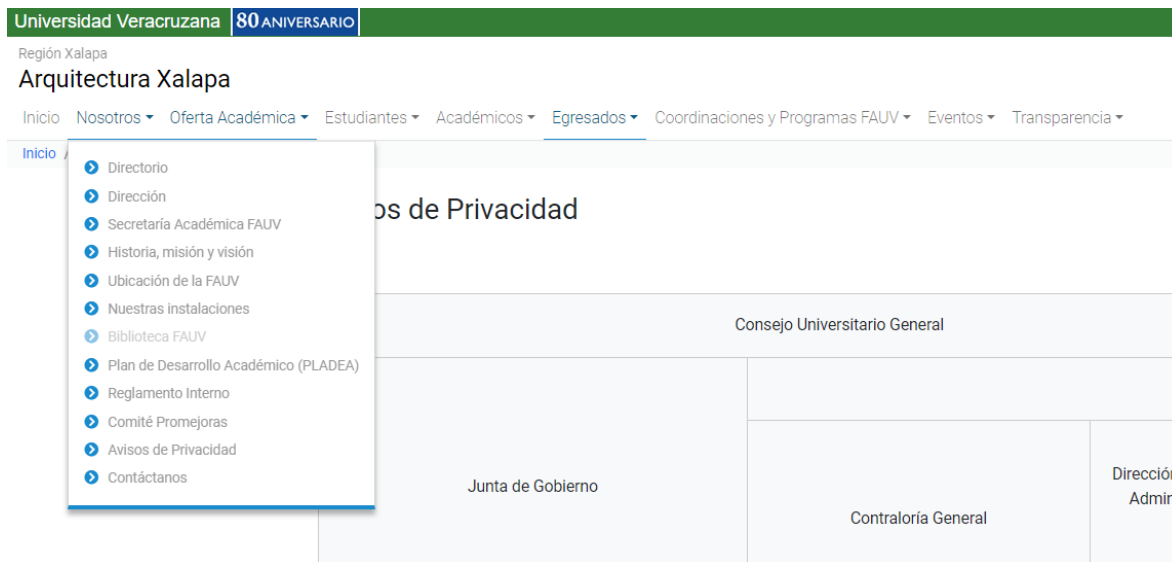 Universidad Veracruzana 80 ANIVERSARIO
Región Xalapa
Arquitectura Xalapa
Inicio Nosotros Oferta Académica Estudiantes Académicos Egresados Coordinaciones y Programas FAUV Eventos Transparencia
Inicio /
Directorio
Dirección
Secretaría Académica FAUV
Historia, misión y visión
Ubicación de la FAUV
Nuestras instalaciones
Biblioteca FAUV
Plan de Desarrollo Académico (PLADEA)
Reglamento Interno
Comité Promejoras
Avisos de Privacidad
Contáctanos
os de Privacidad
Consejo Universitario General
Junta de Gobierno
Contraloría General
Dirección
Admin